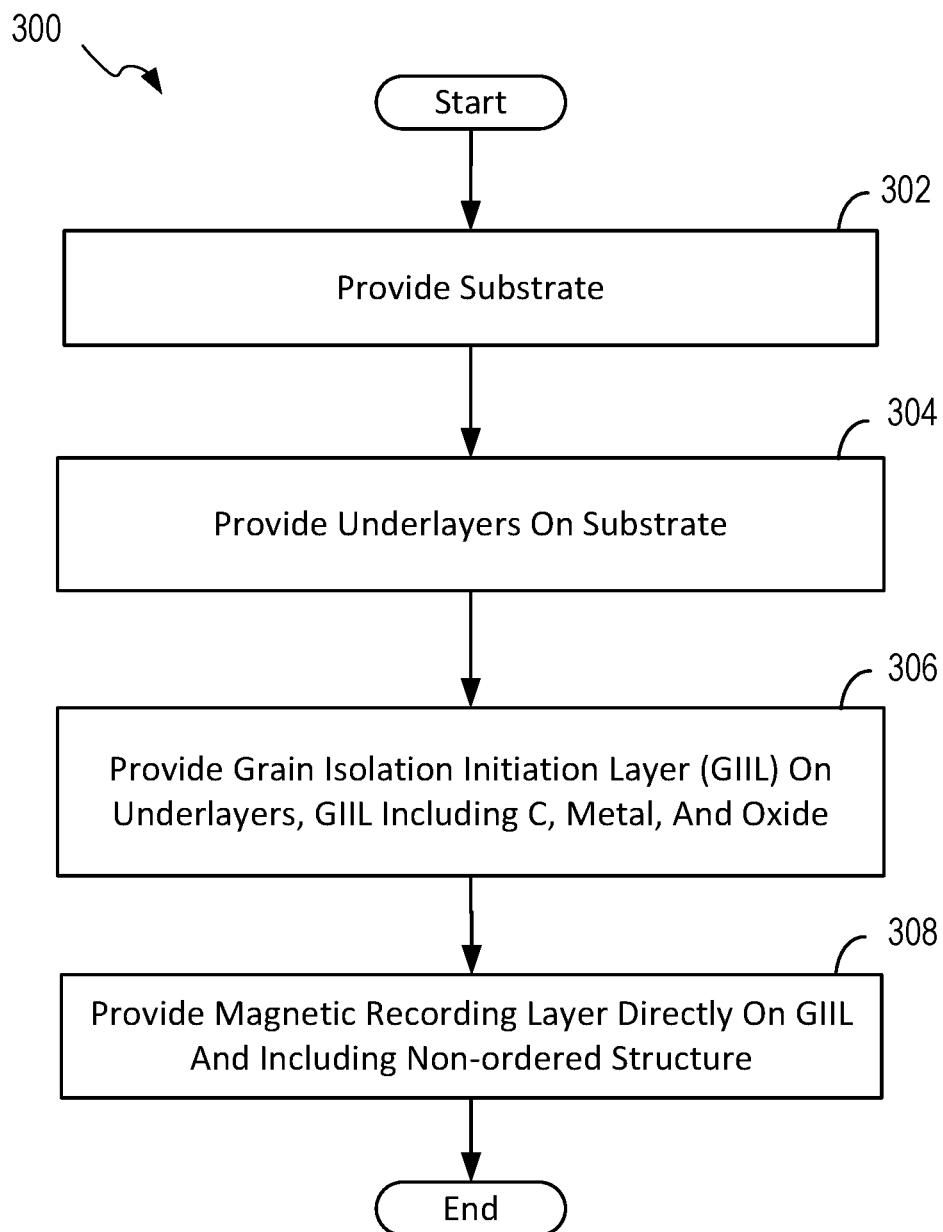 300
Start
302
Provide Substrate
304
Provide Underlayers On Substrate
306
Provide Grain Isolation Initiation Layer (GIIL) On
Underlayers, GIIL Including C, Metal, And Oxide
308
Provide Magnetic Recording Layer Directly On GIIL
And Including Non-ordered Structure
End